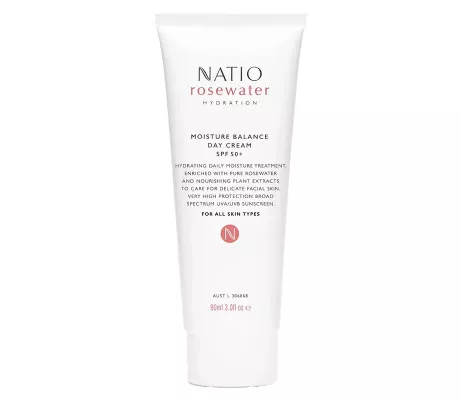 NATIO
rosewater
HYDRATION
MOISTURE BALANCE
DAY CREAM
SPF 50+
HYDRATING DAILY MOISTURE TREATMENT.
ENRICHED WITH PURE ROSEWATER
AND NOURISHING PLANT EXTRACTS
TO CARE FOR DELICATE FACIAL SKIN.
VERY HIGH PROTECTION BROAD
SPECTRUM UVA/UVB SUNSCREEN.
FOR ALL SKIN TYPES
N
AUST L
90ml 3.0fl oz e